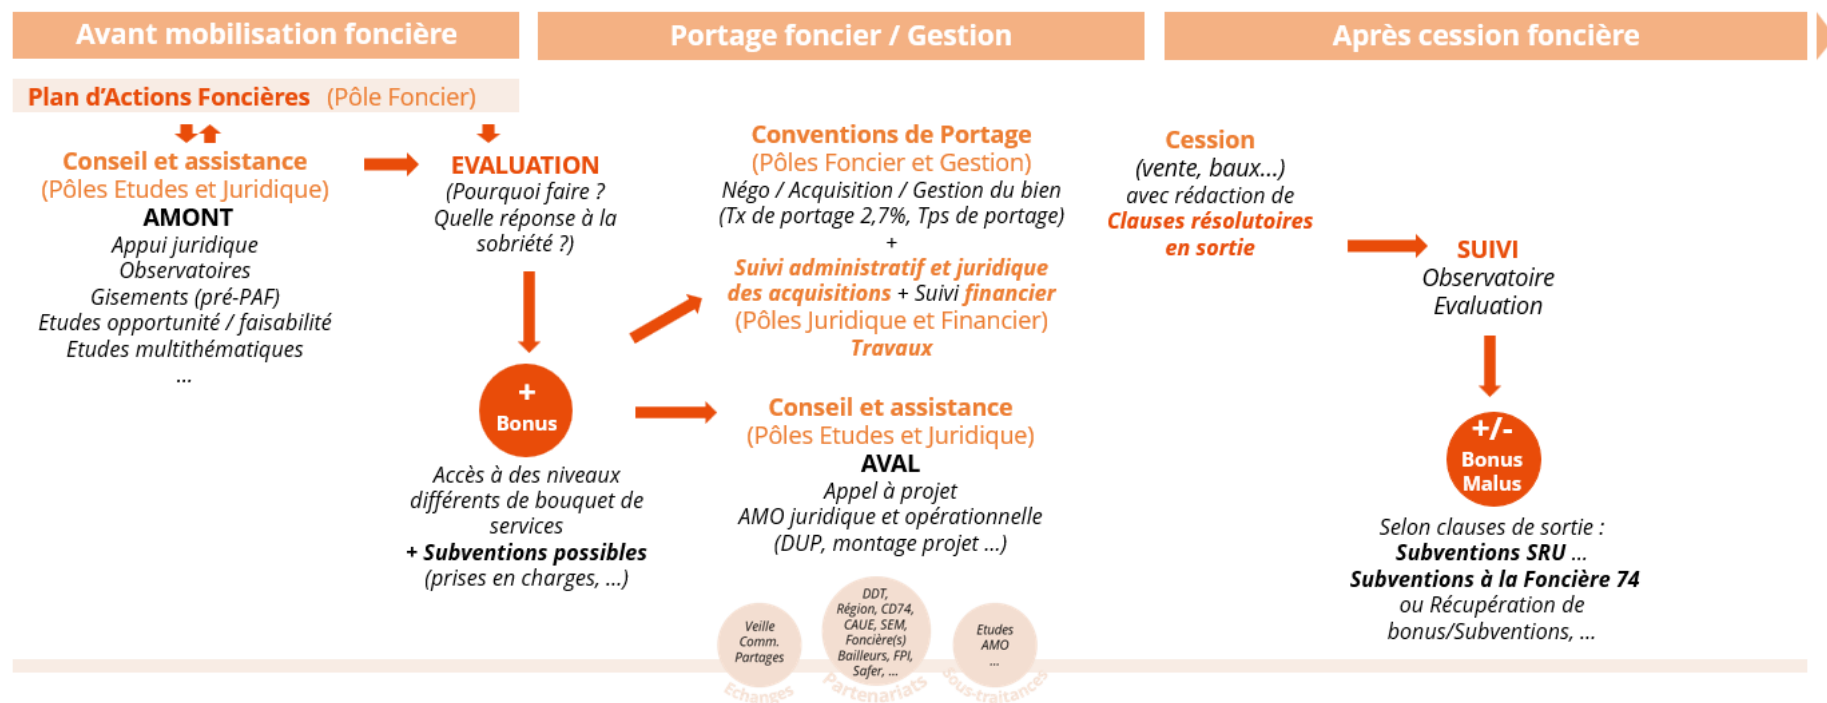 Avant mobilisation foncière
Portage foncier / Gestion
Après cession foncière
Plan d'Actions Foncières (Pôle Foncier)
Conseil et assistance
(Pôles Etudes et Juridique)
AMONT
Appui juridique
Observatoires
Gisements (pré-PAF)
Etudes opportunité / faisabilité
Etudes multithématiques
...
EVALUATION
(Pourquoi faire ?
Quelle réponse à la
sobriété ?)
+
Bonus
Accès à des niveaux
différents de bouquet de
services
+ Subventions possibles
(prises en charges, ...)
Conventions de Portage
(Pôles Foncier et Gestion)
Négo / Acquisition / Gestion du bien
(Tx de portage 2,7%, Tps de portage)
+
Suivi administratif et juridique
des acquisitions + Suivi financier
(Pôles Juridique et Financier)
Travaux
Conseil et assistance
(Pôles Etudes et Juridique)
AVAL
Appel à projet
AMO juridique et opérationnelle
(DUP, montage projet ...)
Cession
(vente, baux...)
avec rédaction de
Clauses résolutoires
en sortie
SUIVI
Observatoire
Evaluation
+/-
Bonus
Malus
Selon clauses de sortie :
Subventions SRU ...
Subventions à la Foncière 74
ou Récupération de
bonus/Subventions, ...
Veille
Comm.
Partages
Echanges
DDT,
Région, CD74,
CAUE, SEM,
Foncière(s)
Bailleurs, FPI,
Safer, ...
Partenariats
Etudes
AMO
...
Sous-traitances